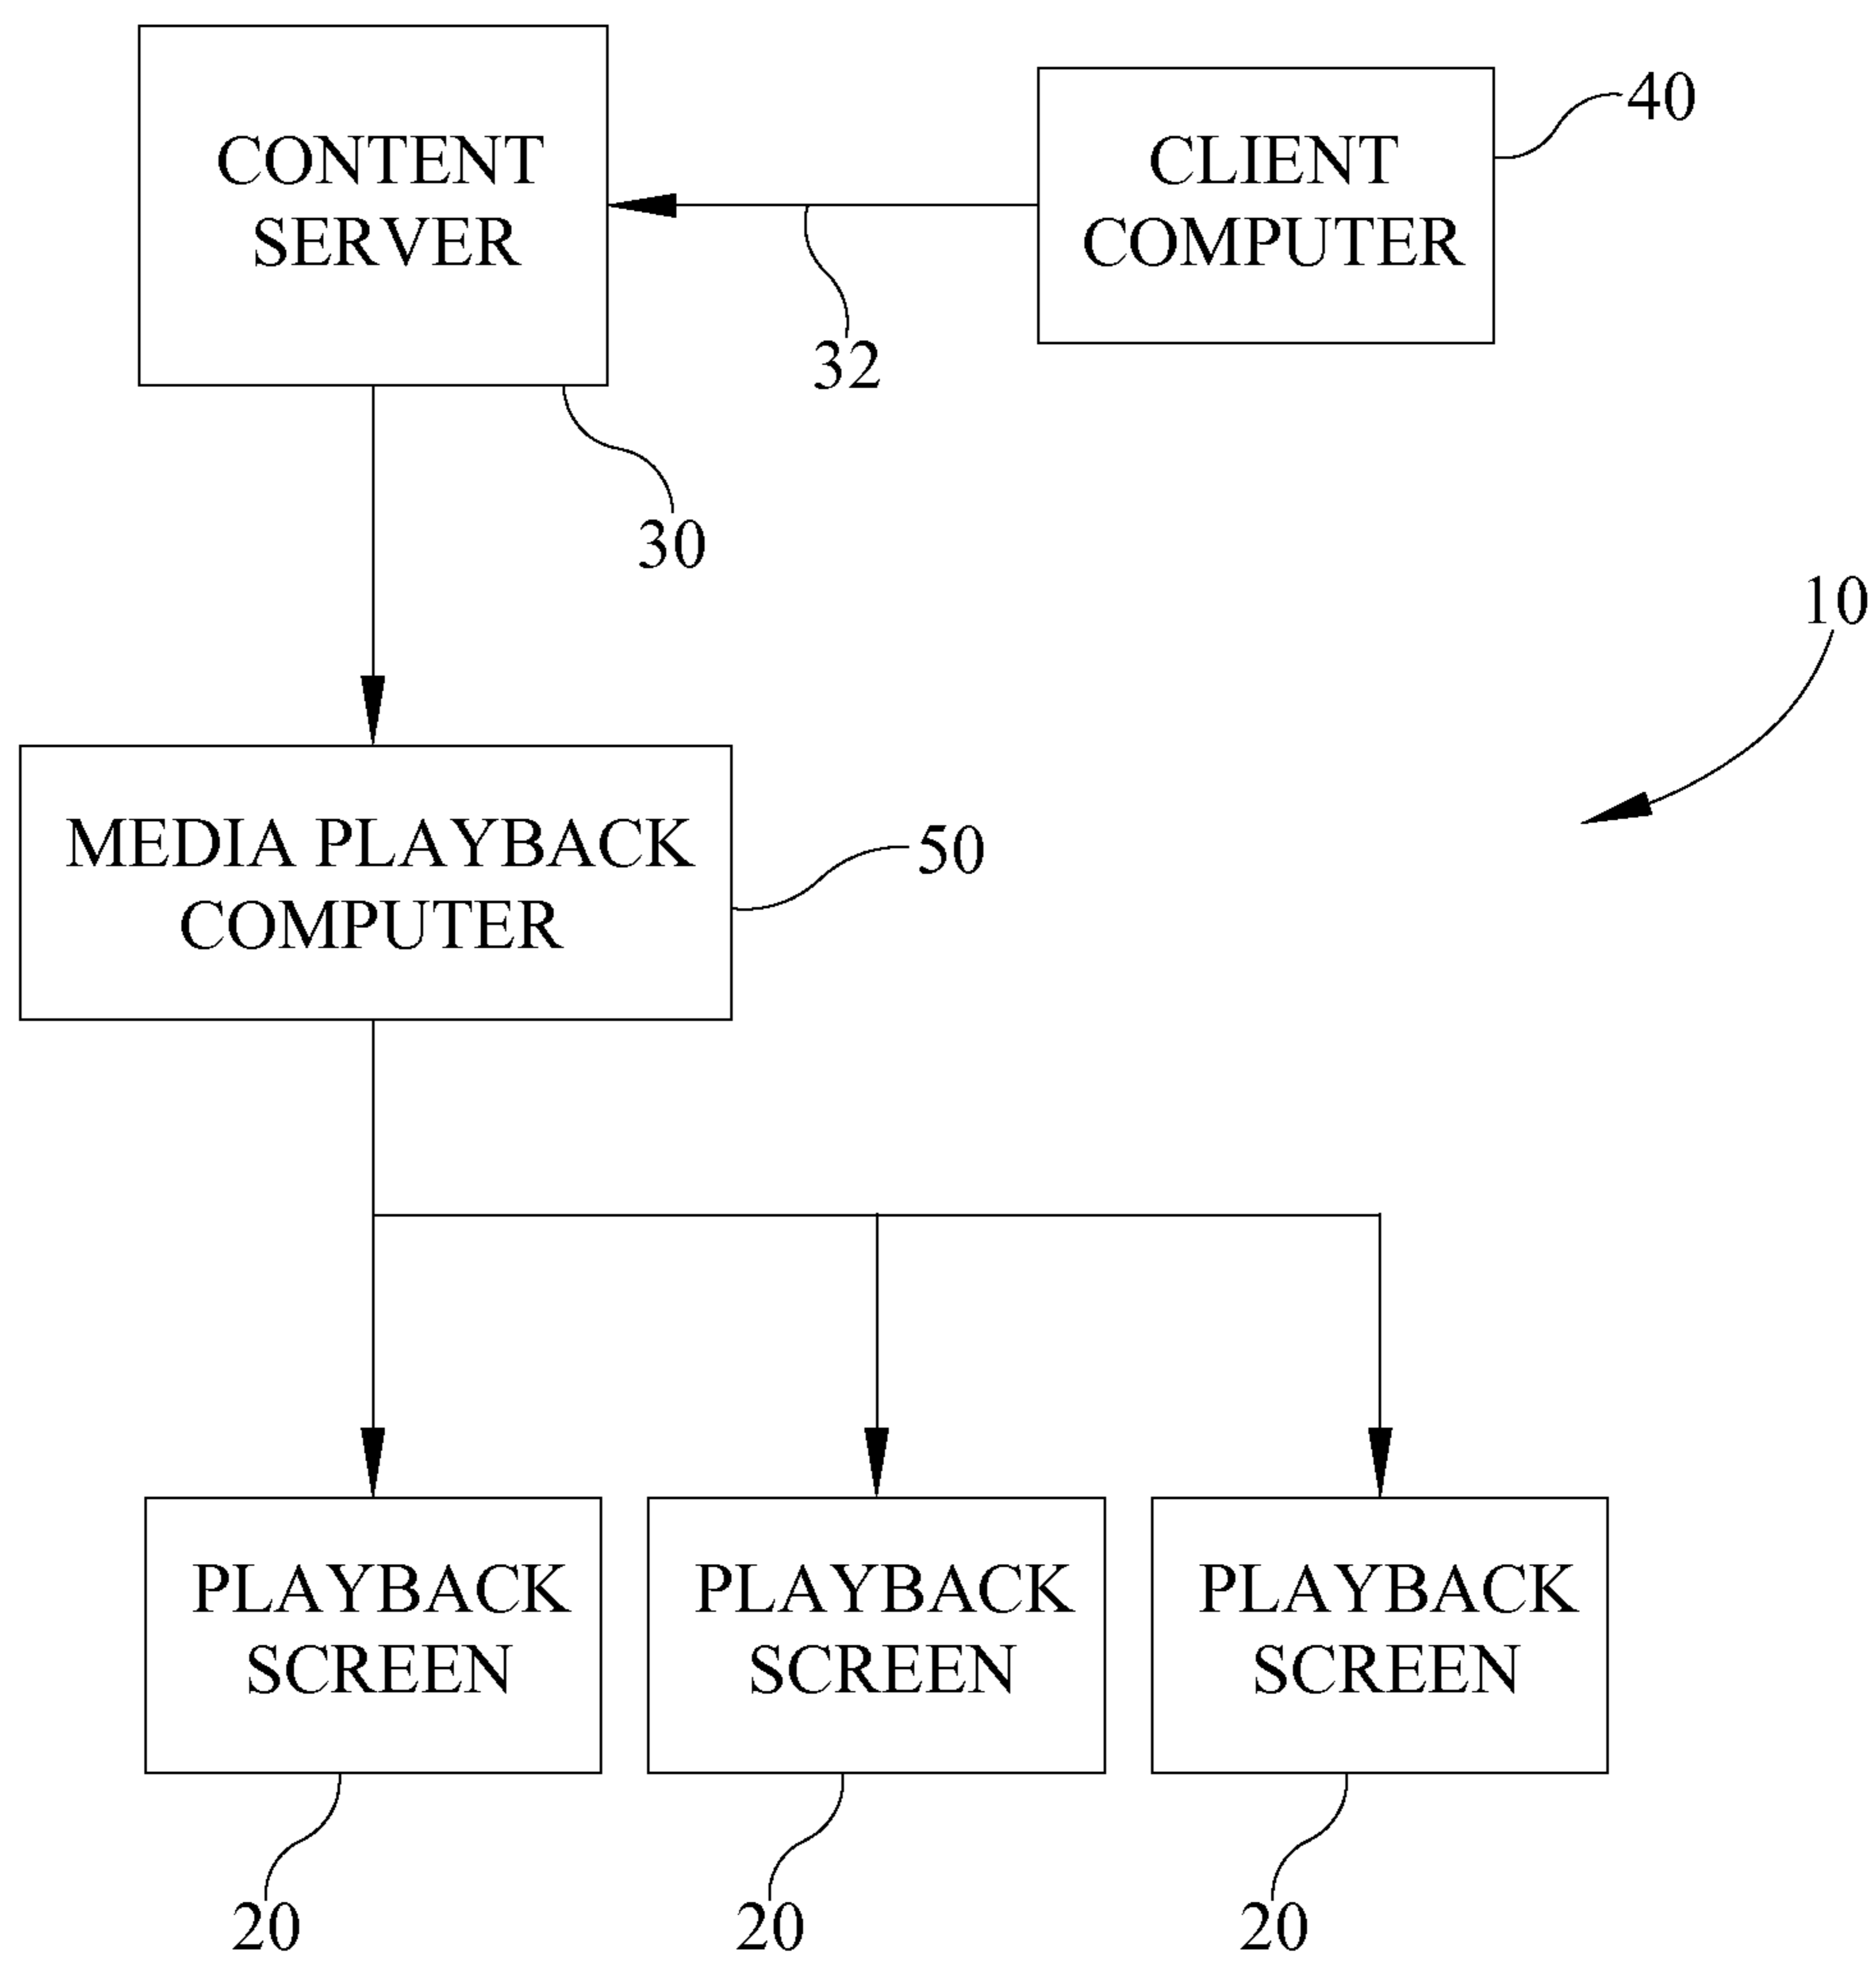 CONTENT
SERVER
CLIENT
COMPUTER
40
32
30
10
MEDIA PLAYBACK
COMPUTER
50
PLAYBACK
SCREEN
PLAYBACK
SCREEN
PLAYBACK
SCREEN
20
20
20